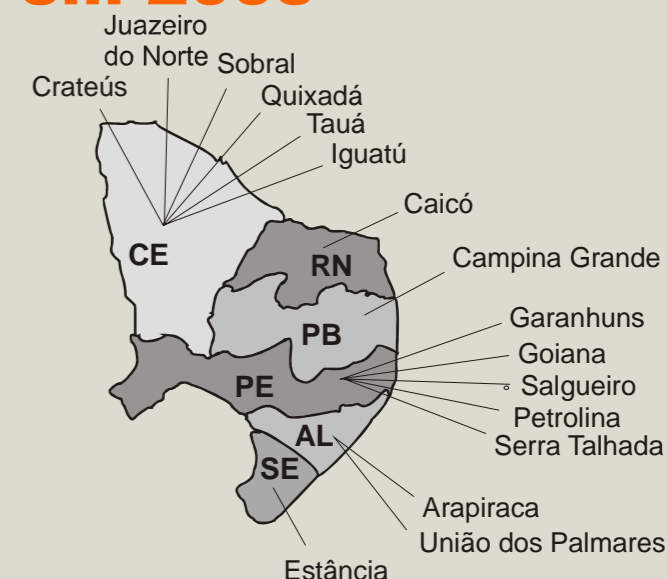 Juazeiro
do Norte
Sobral
Crateús
Quixadá
Tauá
Iguatú
Caicó
CE
RN
Campina Grande
PB
Garanhuns
Goiana
PE
Salgueiro
Petrolina
Serra Talhada
AL
SE
Arapiraca
União dos Palmares
Estância